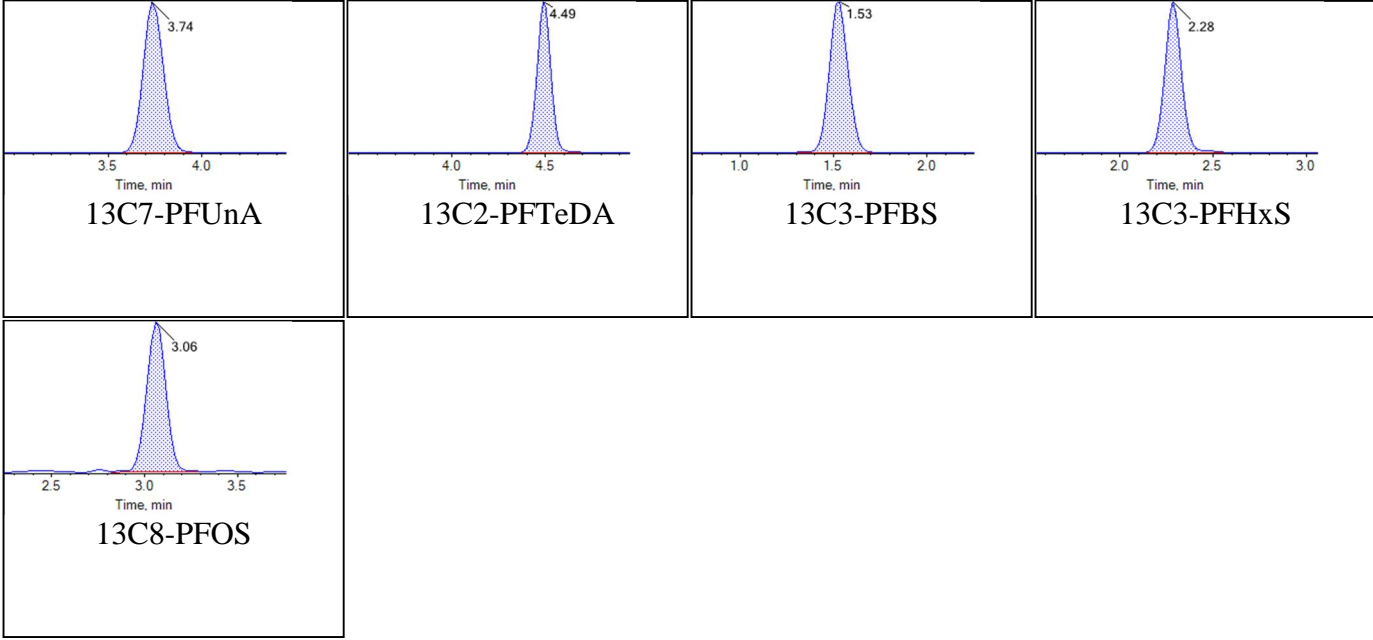 3.74
3.5 4.0
Time, min
13C7-PFUnA
4.49
4.0 4.5
Time, min
13C2-PFTeDA
1.53
1.0 1.5 2.0
Time, min
13C3-PFBS
2.28
2.0 2.5 3.0
Time, min
13C3-PFHxS
3.06
2.5 3.0 3.5
Time, min
13C8-PFOS